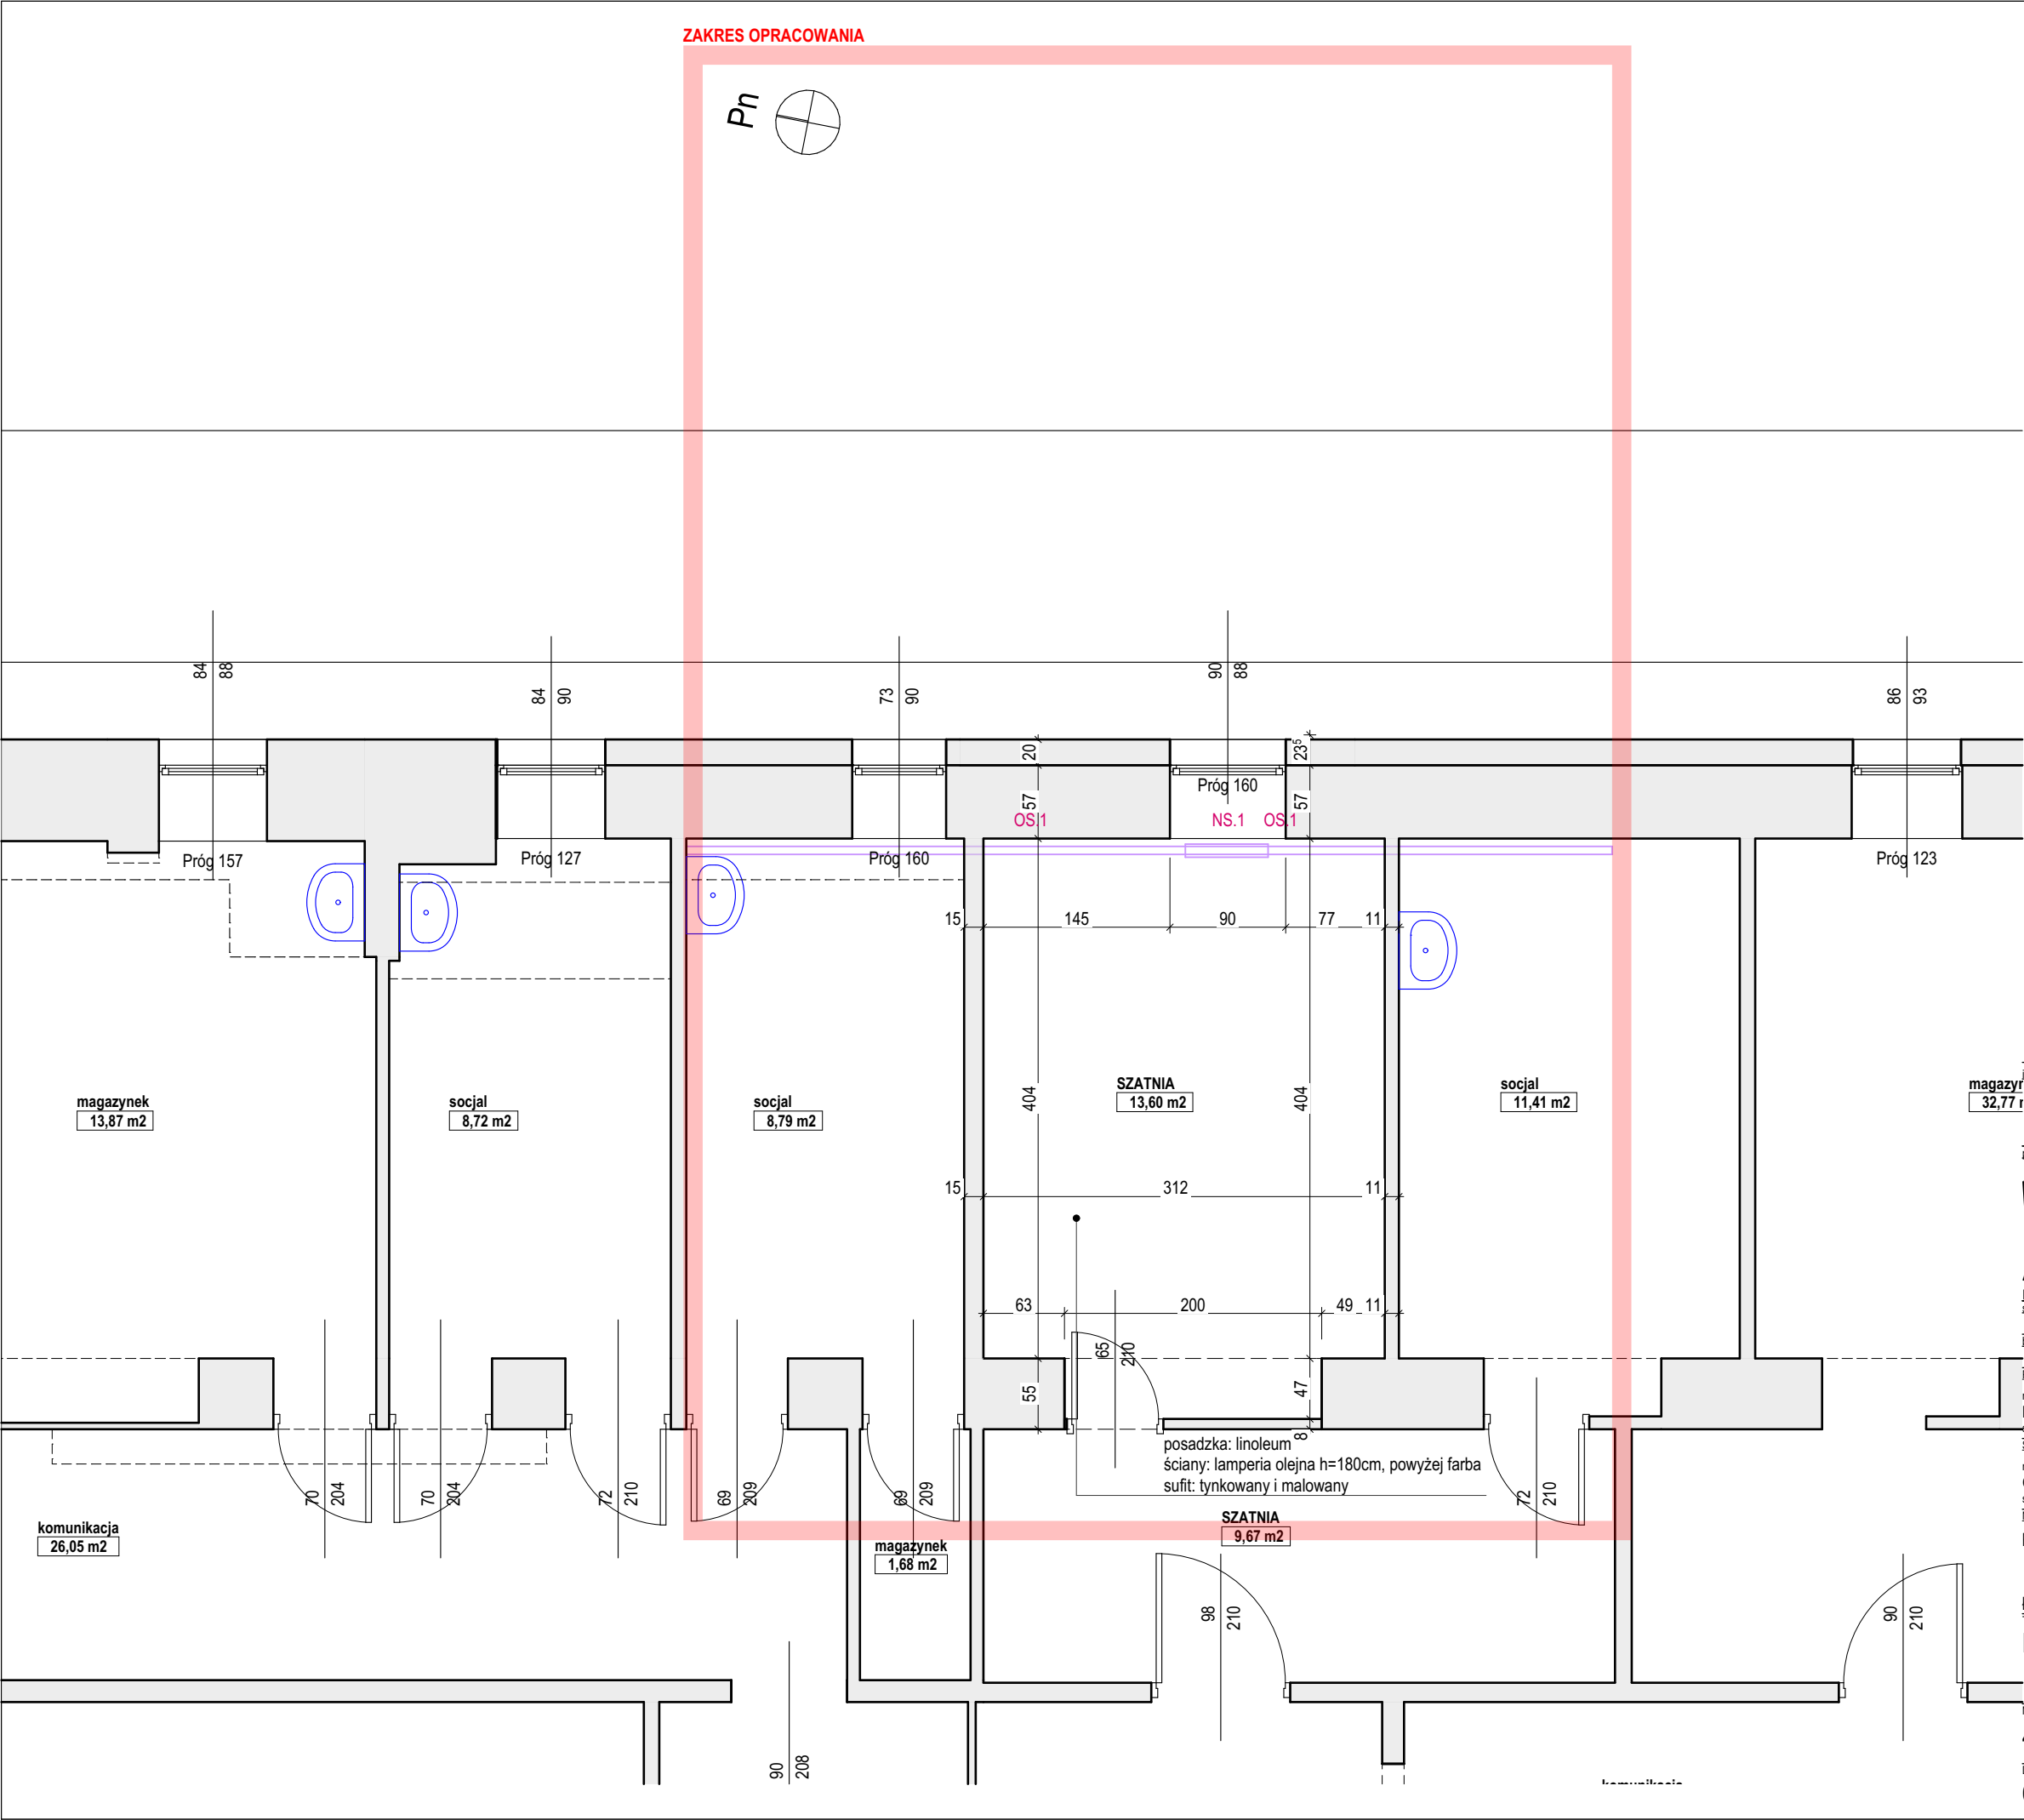 ZAKRES OPRACOWANIA
Pn
84
88
84
90
73
90
90
88
86
93
20
23⁵
57
57
Próg 160
OS.1
NS.1
OS.1
Próg 157
Próg 127
Próg 160
Próg 123
15
145
90
77
11
404
404
magazynek
13,87 m2
socjal
8,72 m2
socjal
8,79 m2
SZATNIA
13,60 m2
socjal
11,41 m2
32,77
15
312
11
63
200
49
11
65
210
55
47
8
posadzka: linoleum
ściany: lamperia olejna h=180cm, powyżej farba
sufit: tynkowany i malowany
70
204
70
204
72
210
69
209
69
209
72
210
komunikacja
26,05 m2
SZATNIA
9,67 m2
magazynek
1,68 m2
98
210
90
210
90
208